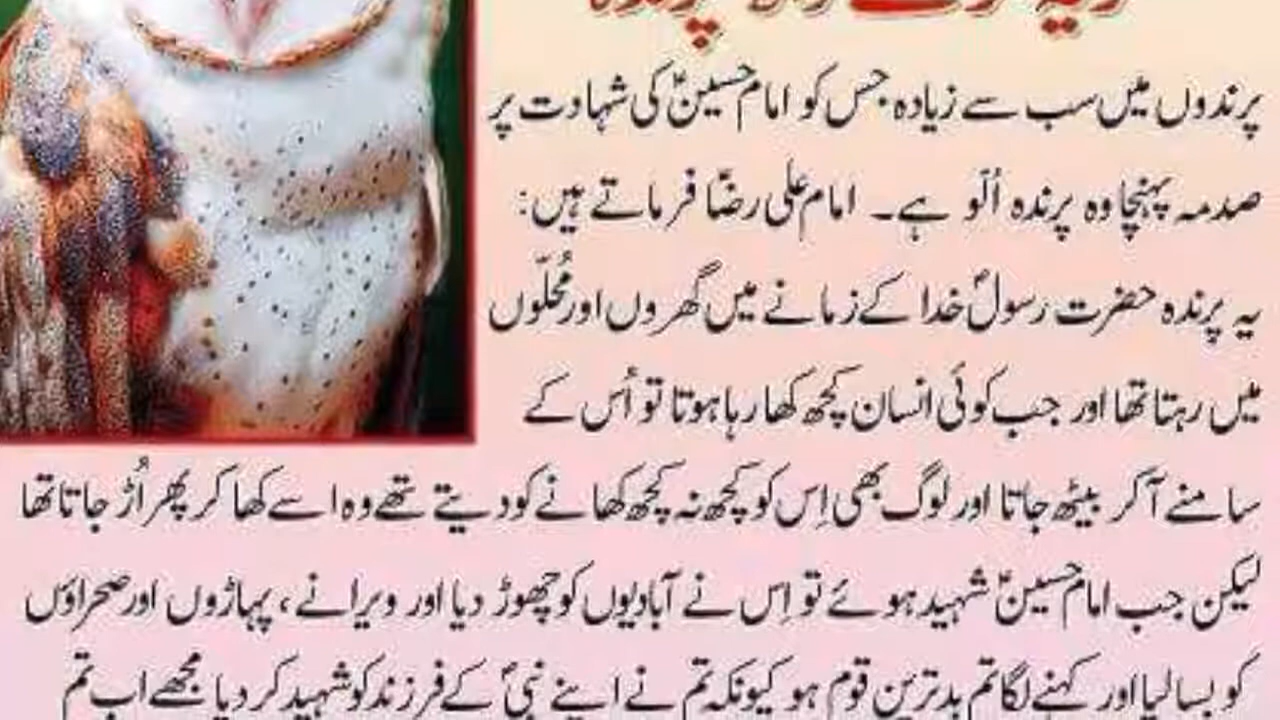 پرندہ
پرندوں میں سب سے زیادہ جس کو امام حسینؑ کی شہادت پر
صدمہ پہنچا وہ پرندہ اُلّو ہے۔ امام علی رضاؑ فرماتے ہیں:
یہ پرندہ حضرت رسولؐ خدا کے زمانے میں گھروں اور مُحلّوں
میں رہتا تھا اور جب کوئی انسان کچھ کھا رہا ہوتا تو اُس کے
سامنے آ کر بیٹھ جاتا اور لوگ بھی اِس کو کچھ نہ کچھ کھانے کو دیتے تھے وہ اسے کھا کر پھر اُڑ جاتا تھا
لیکن جب امام حسینؑ شہید ہوئے تو اِس نے آبادیوں کو چھوڑ دیا اور ویرانے، پہاڑوں اور صحراؤں
کو بسا لیا اور کہنے لگا تم بدترین قوم ہو کیونکہ تم نے اپنے نبیؐ کے فرزند کو شہید کر دیا مجھے اب تم